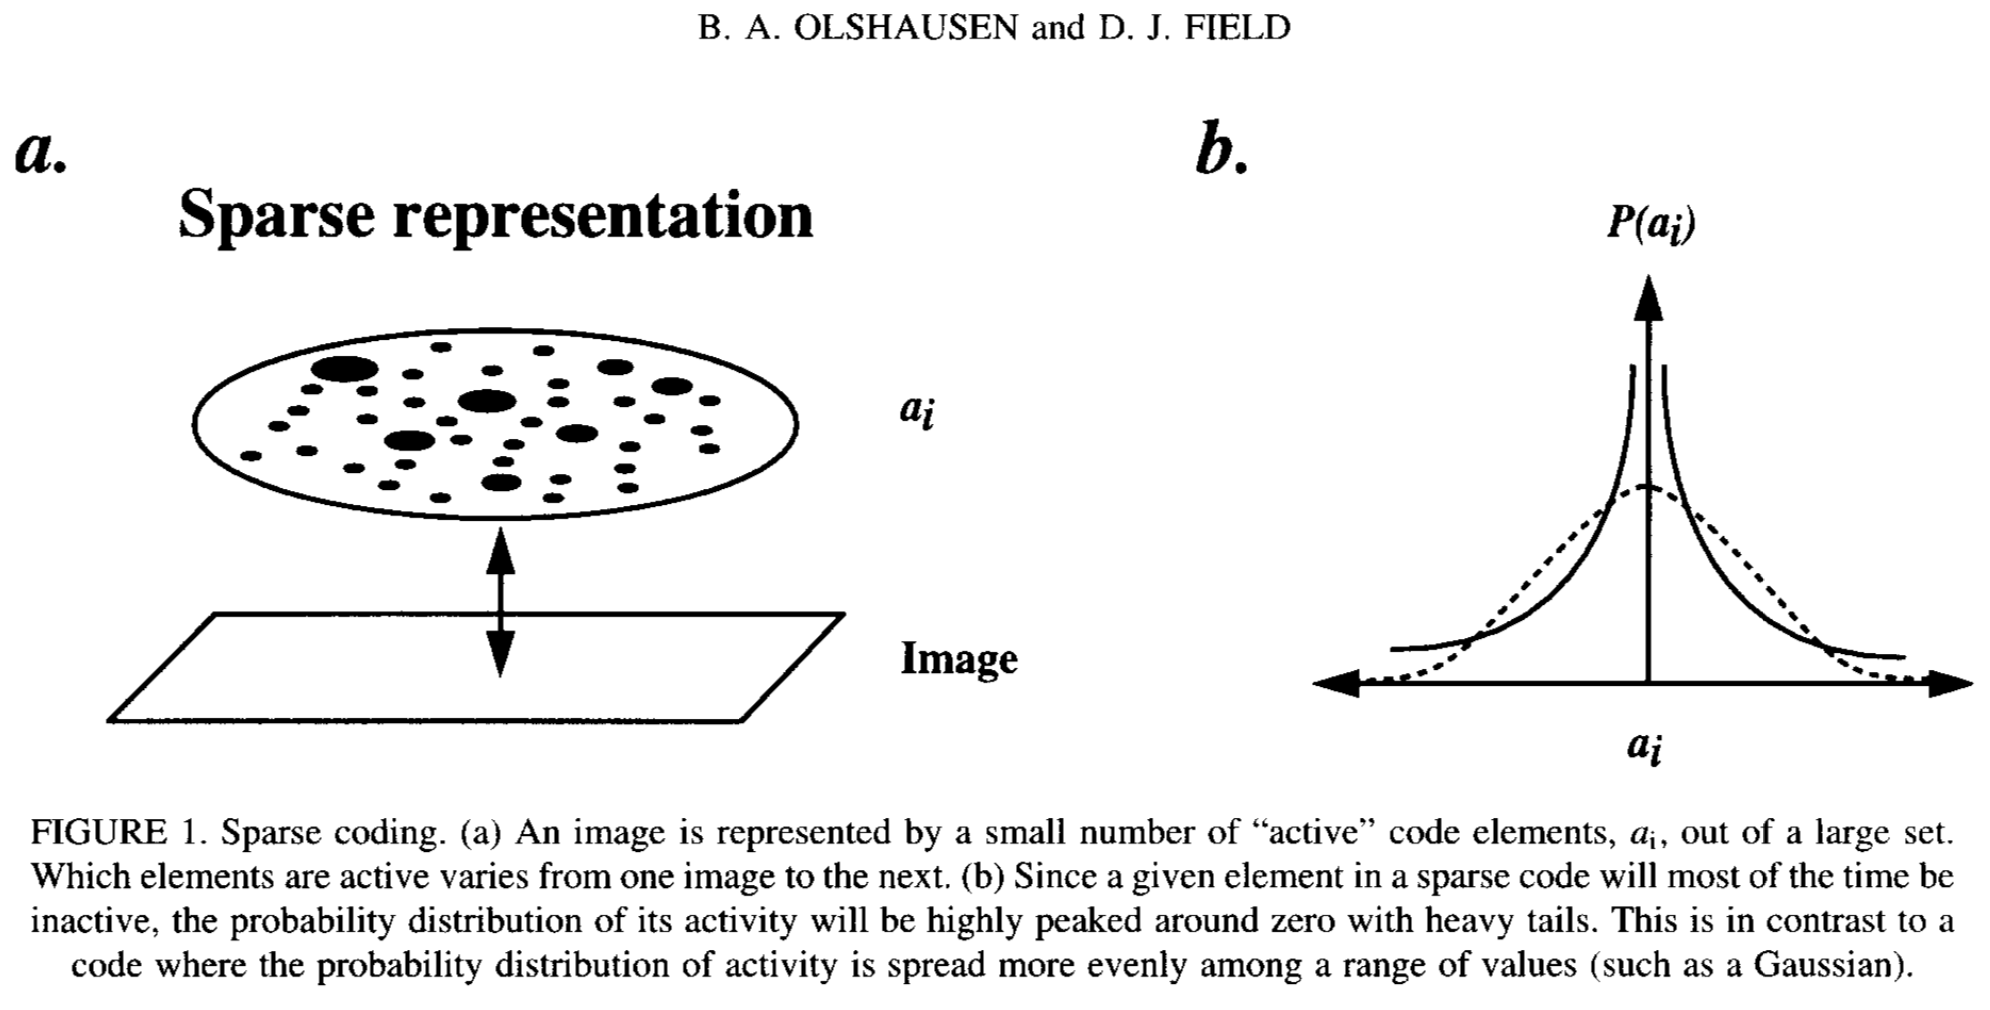 B. A. OLSHAUSEN and D. J. FIELD
a.
Sparse representation
ai
Image
b.
P(ai)
ai
FIGURE 1. Sparse coding. (a) An image is represented by a small number of “active” code elements, ai, out of a large set.
Which elements are active varies from one image to the next. (b) Since a given element in a sparse code will most of the time be
inactive, the probability distribution of its activity will be highly peaked around zero with heavy tails. This is in contrast to a
code where the probability distribution of activity is spread more evenly among a range of values (such as a Gaussian).